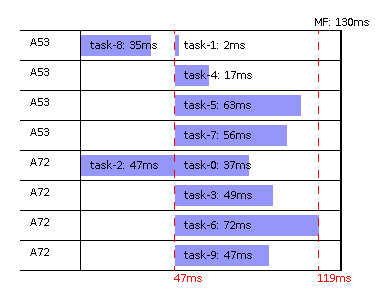 MF: 130ms
A53 task-8: 35ms task-1: 2ms
A53 task-4: 17ms
A53 task-5: 63ms
A53 task-7: 56ms
A72 task-2: 47ms task-0: 37ms
A72 task-3: 49ms
A72 task-6: 72ms
A72 task-9: 47ms
47ms 119ms